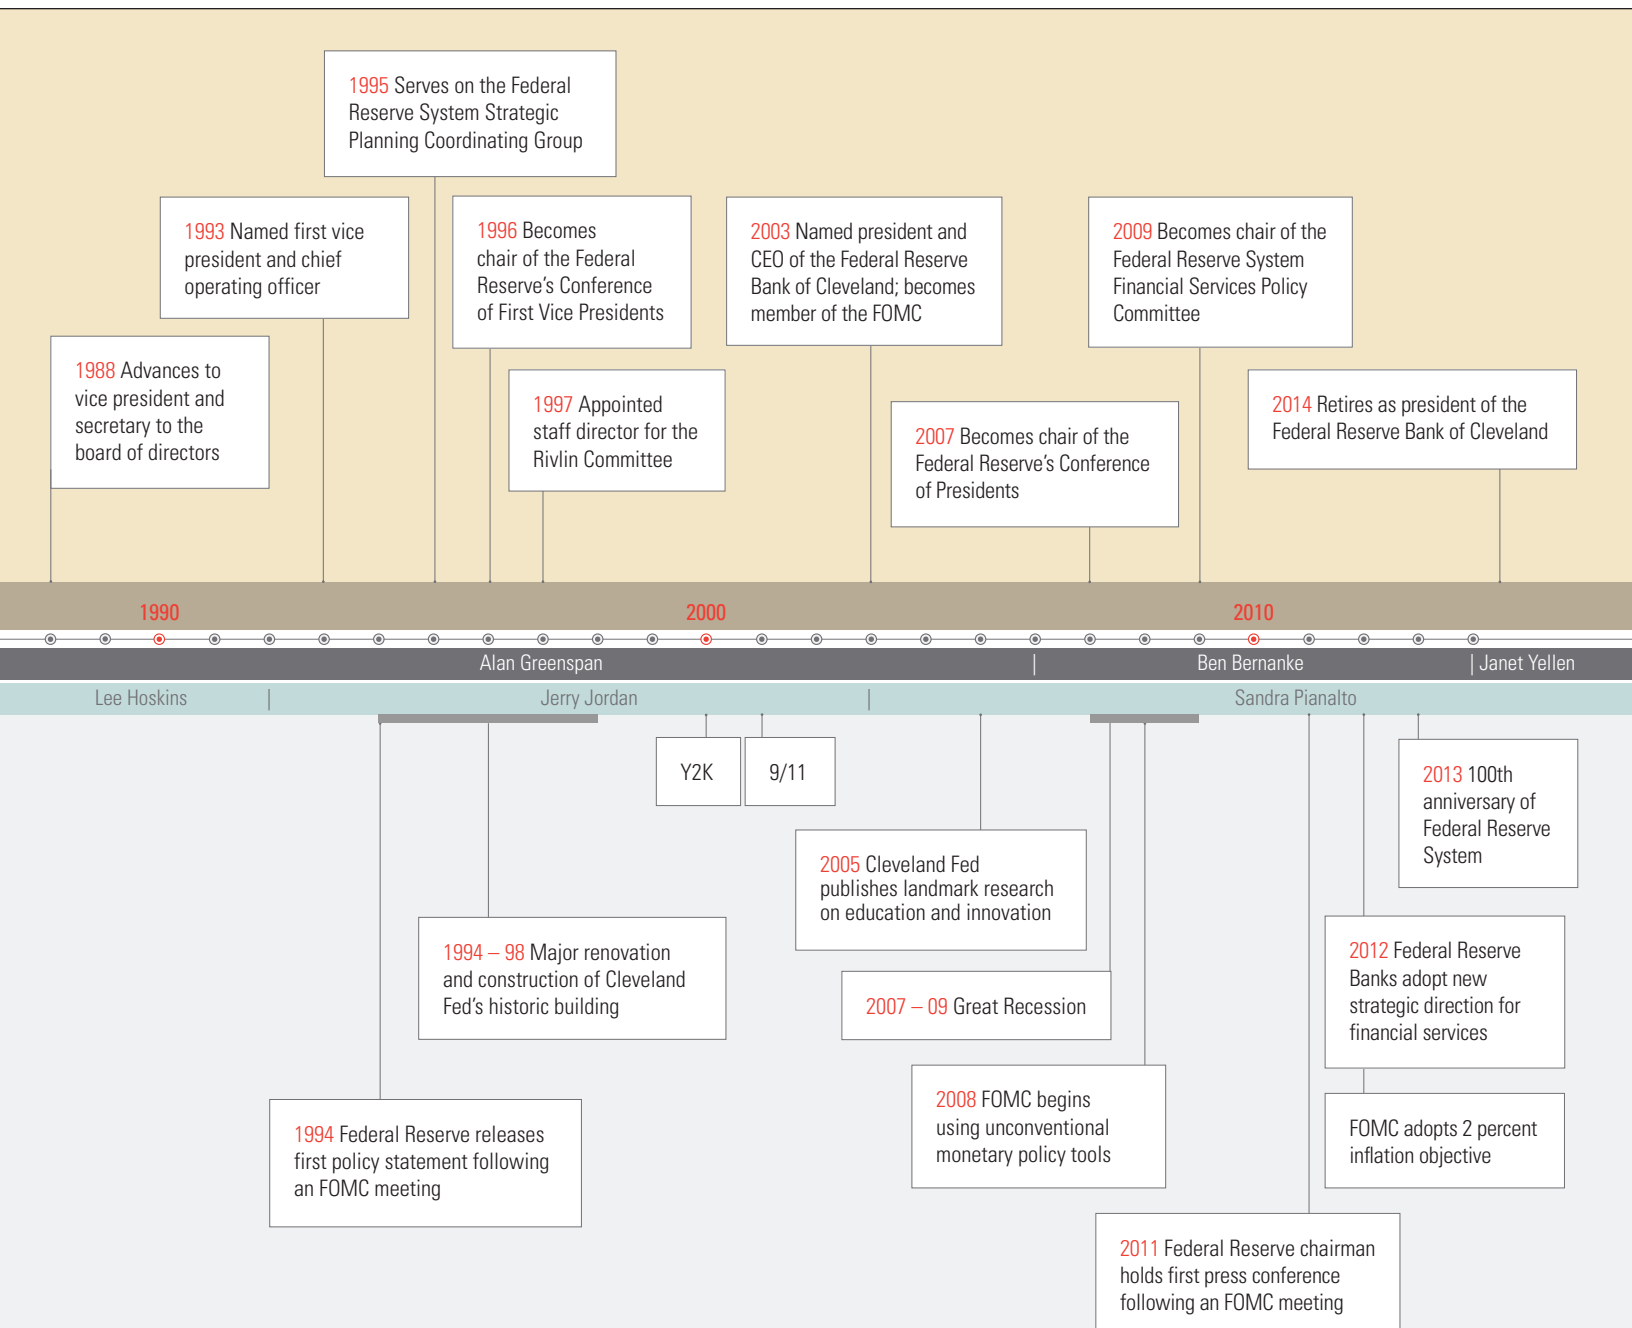 1995 Serves on the Federal
Reserve System Strategic
Planning Coordinating Group
1993 Named first vice
president and chief
operating officer
1996 Becomes
chair of the Federal
Reserve’s Conference
of First Vice Presidents
2003 Named president and
CEO of the Federal Reserve
Bank of Cleveland; becomes
member of the FOMC
2009 Becomes chair of the
Federal Reserve System
Financial Services Policy
Committee
1988 Advances to
vice president and
secretary to the
board of directors
1997 Appointed
staff director for the
Rivlin Committee
2007 Becomes chair of the
Federal Reserve’s Conference
of Presidents
2014 Retires as president of the
Federal Reserve Bank of Cleveland
1990
2000
2010
Alan Greenspan | Ben Bernanke | Janet Yellen
Lee Hoskins | Jerry Jordan | Sandra Pianalto
Y2K
9/11
2013 100th
anniversary of
Federal Reserve
System
2005 Cleveland Fed
publishes landmark research
on education and innovation
1994 – 98 Major renovation
and construction of Cleveland
Fed’s historic building
2007 – 09 Great Recession
2012 Federal Reserve
Banks adopt new
strategic direction for
financial services
2008 FOMC begins
using unconventional
monetary policy tools
FOMC adopts 2 percent
inflation objective
1994 Federal Reserve releases
first policy statement following
an FOMC meeting
2011 Federal Reserve chairman
holds first press conference
following an FOMC meeting